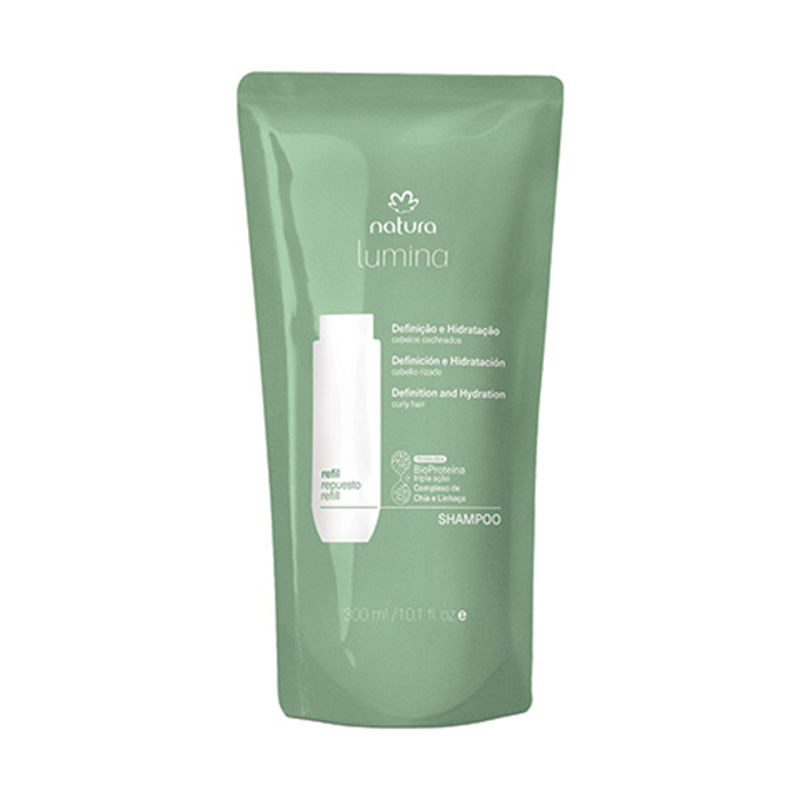 natura
lumina
Definição e Hidratação
cabelos cacheados
Definición e Hidratación
cabello rizado
Definition and Hydration
curly hair
TECNOLOGIA
BioProteína
tripla ação
Complexo de
Chia e Linhaça
refil
repuesto
refill
SHAMPOO
300 ml / 10.1 fl. oz e